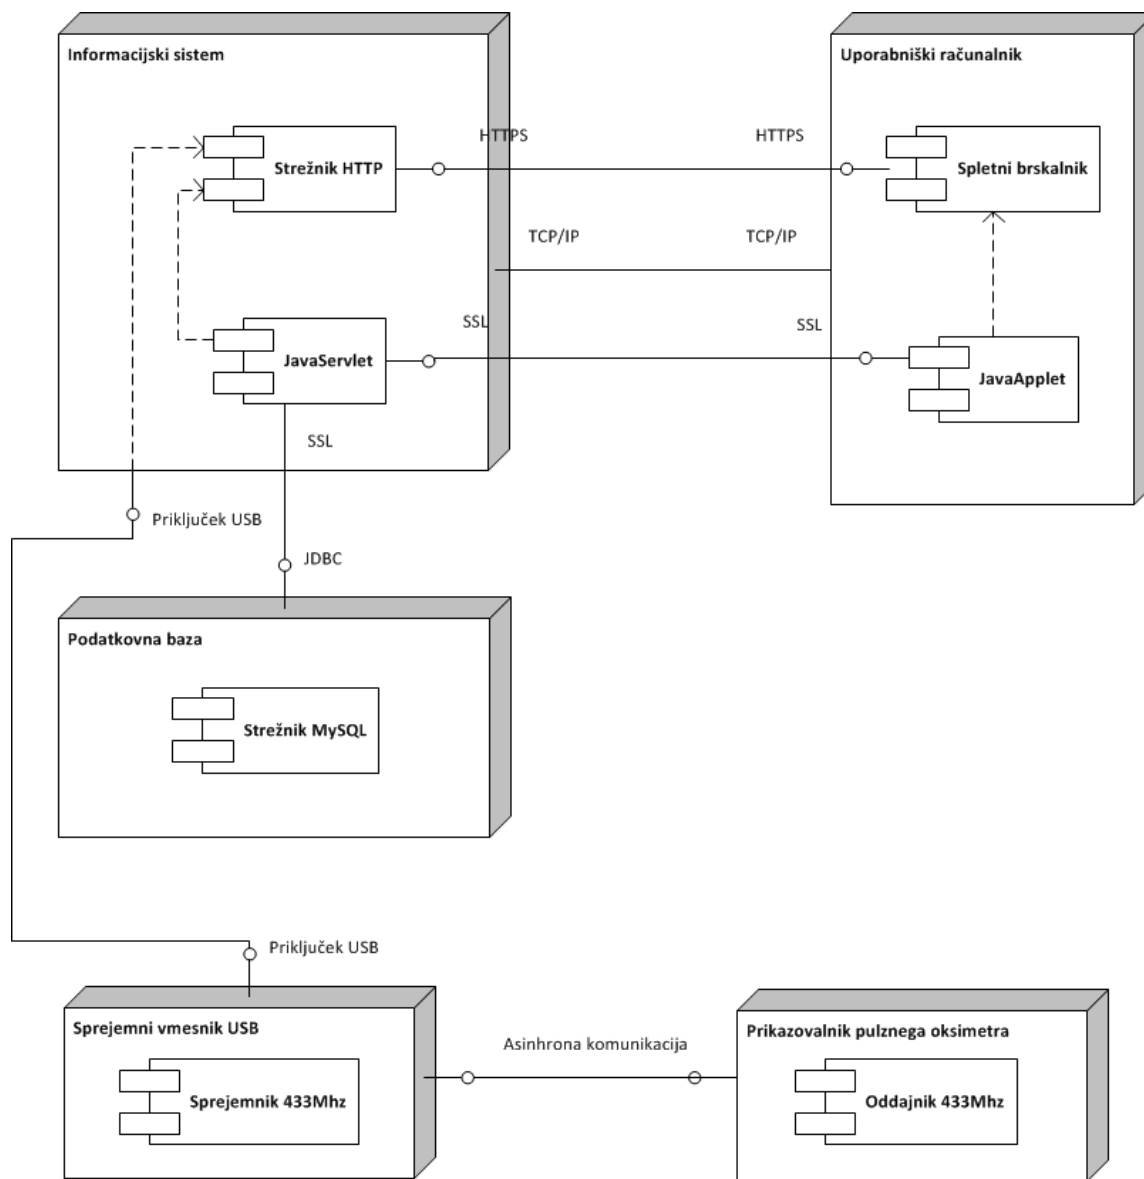 Informacijski sistem
Uporabniški računalnik
HTTPS
HTTPS
Strežnik HTTP
Spletni brskalnik
TCP/IP
TCP/IP
SSL
SSL
JavaServlet
JavaApplet
SSL
Priključek USB
JDBC
Podatkovna baza
Strežnik MySQL
Priključek USB
Sprejemni vmesnik USB
Asinhrona komunikacija
Prikazovalnik pulznega oksimetra
Sprejemnik 433Mhz
Oddajnik 433Mhz